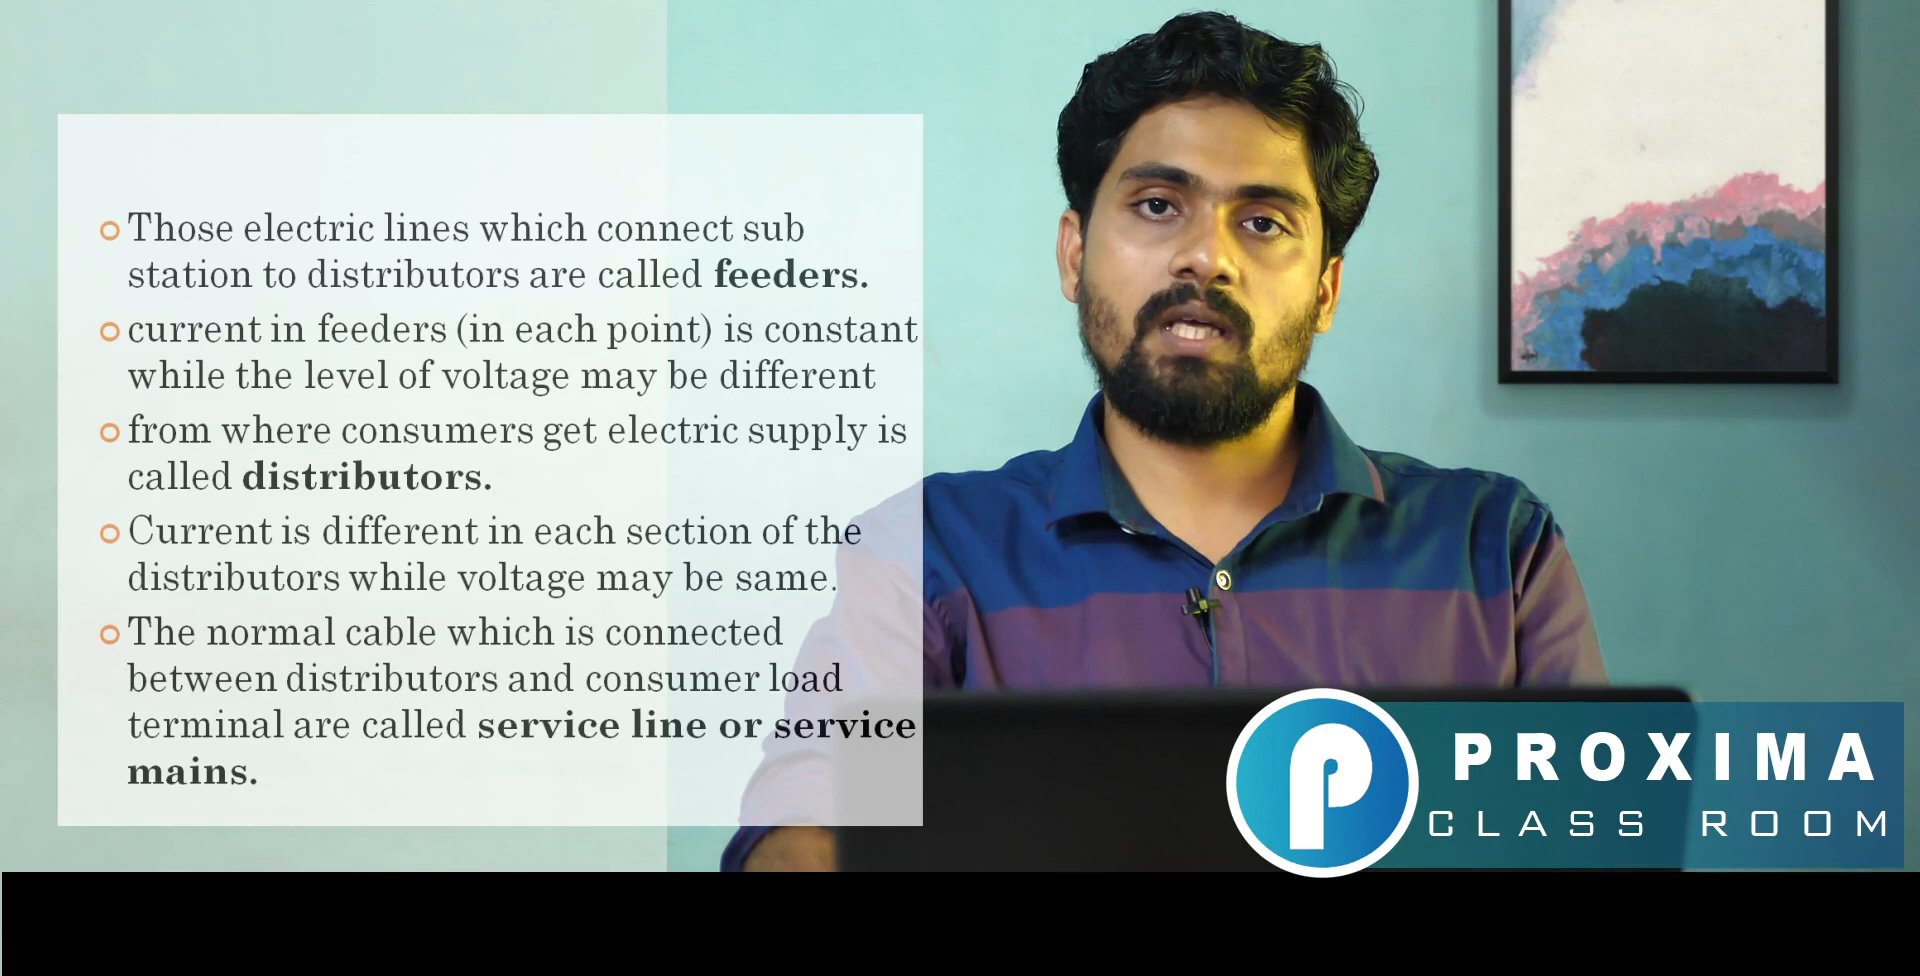 Those electric lines which connect sub
station to distributors are called feeders.
current in feeders (in each point) is constant
while the level of voltage may be different
from where consumers get electric supply is
called distributors.
Current is different in each section of the
distributors while voltage may be same.
The normal cable which is connected
between distributors and consumer load
terminal are called service line or service
mains.
P PROXIMA
CLASS ROOM